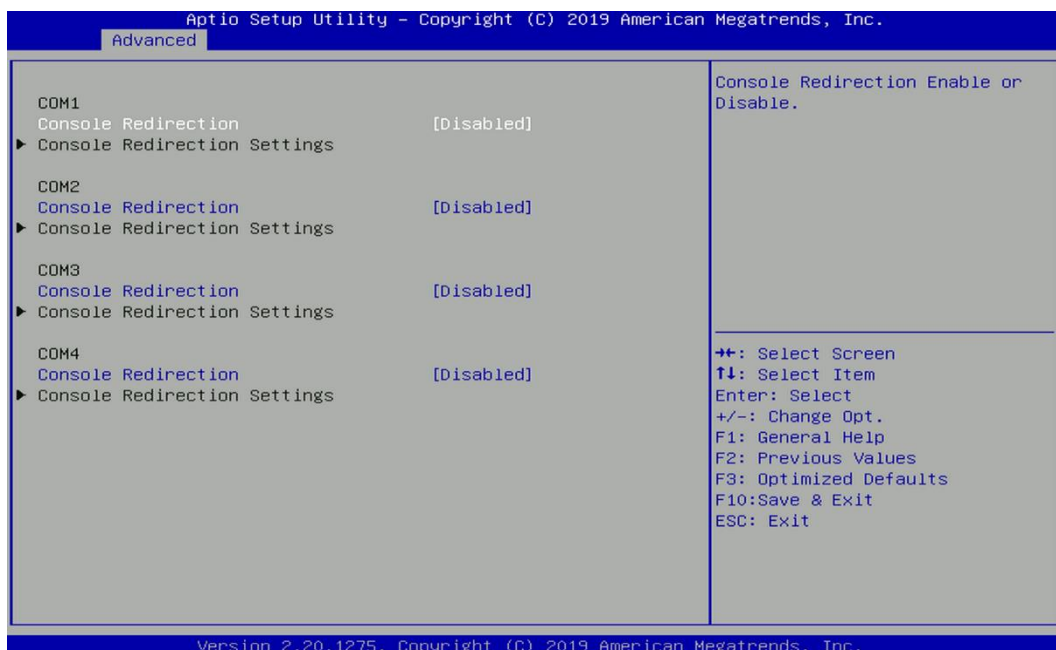 Aptio Setup Utility – Copyright (C) 2019 American Megatrends, Inc.
Advanced
COM1
Console Redirection [Disabled]
► Console Redirection Settings
COM2
Console Redirection [Disabled]
► Console Redirection Settings
COM3
Console Redirection [Disabled]
► Console Redirection Settings
COM4
Console Redirection [Disabled]
► Console Redirection Settings
Console Redirection Enable or
Disable.
→←: Select Screen
↑↓: Select Item
Enter: Select
+/-: Change Opt.
F1: General Help
F2: Previous Values
F3: Optimized Defaults
F10:Save & Exit
ESC: Exit
Version 2.20.1275. Copyright (C) 2019 American Megatrends, Inc.